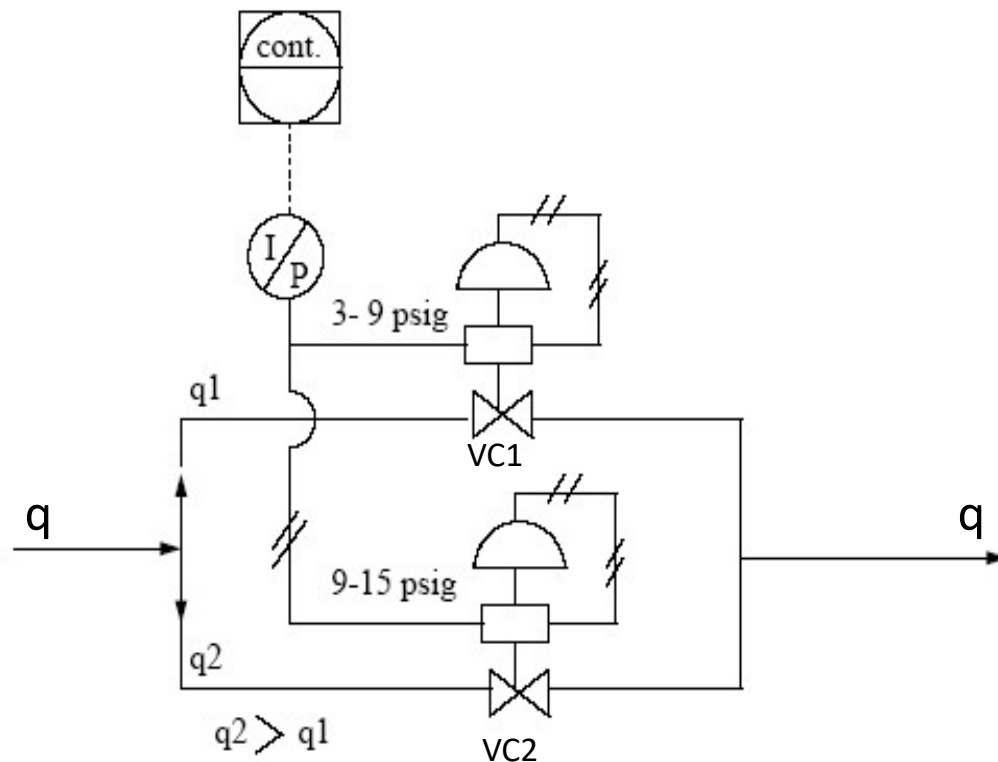 cont.
I
p
3- 9 psig
q1
VC1
q
q
9-15 psig
q2
q2 > q1
VC2